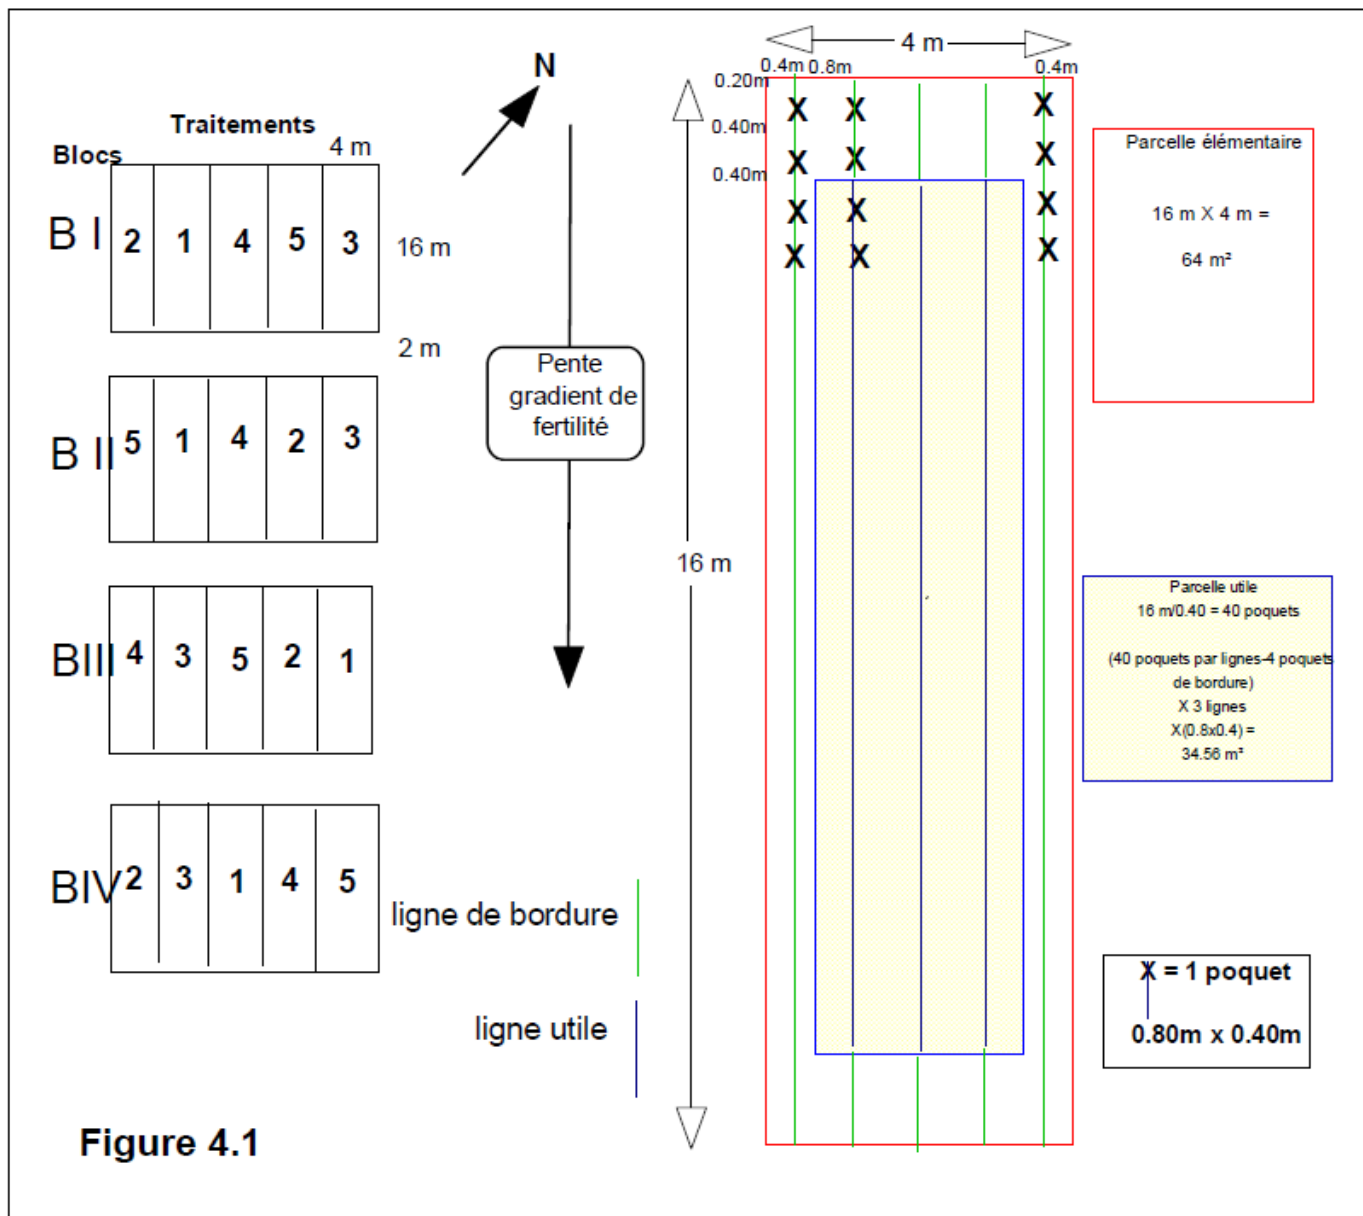 N
Traitements
Blocs
4 m
B I
2 1 4 5 3
16 m
2 m
B II
5 1 4 2 3
BIII
4 3 5 2 1
BIV
2 3 1 4 5
Pente
gradient de
fertilité
ligne de bordure
ligne utile
Figure 4.1
4 m
0.4m 0.8m
0.4m
0.20m
0.40m
0.40m
X X X
X X X
X X X
X X X
16 m
Parcelle élémentaire
16 m X 4 m =
64 m²
Parcelle utile
16 m/0.40 = 40 poquets
(40 poquets par lignes-4 poquets
de bordure)
X 3 lignes
X(0.8x0.4) =
34.56 m²
X = 1 poquet
0.80m x 0.40m